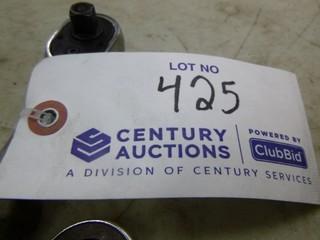 LOT NO
425
CENTURY AUCTIONS
POWERED BY
ClubBid
A DIVISION OF CENTURY SERVICES